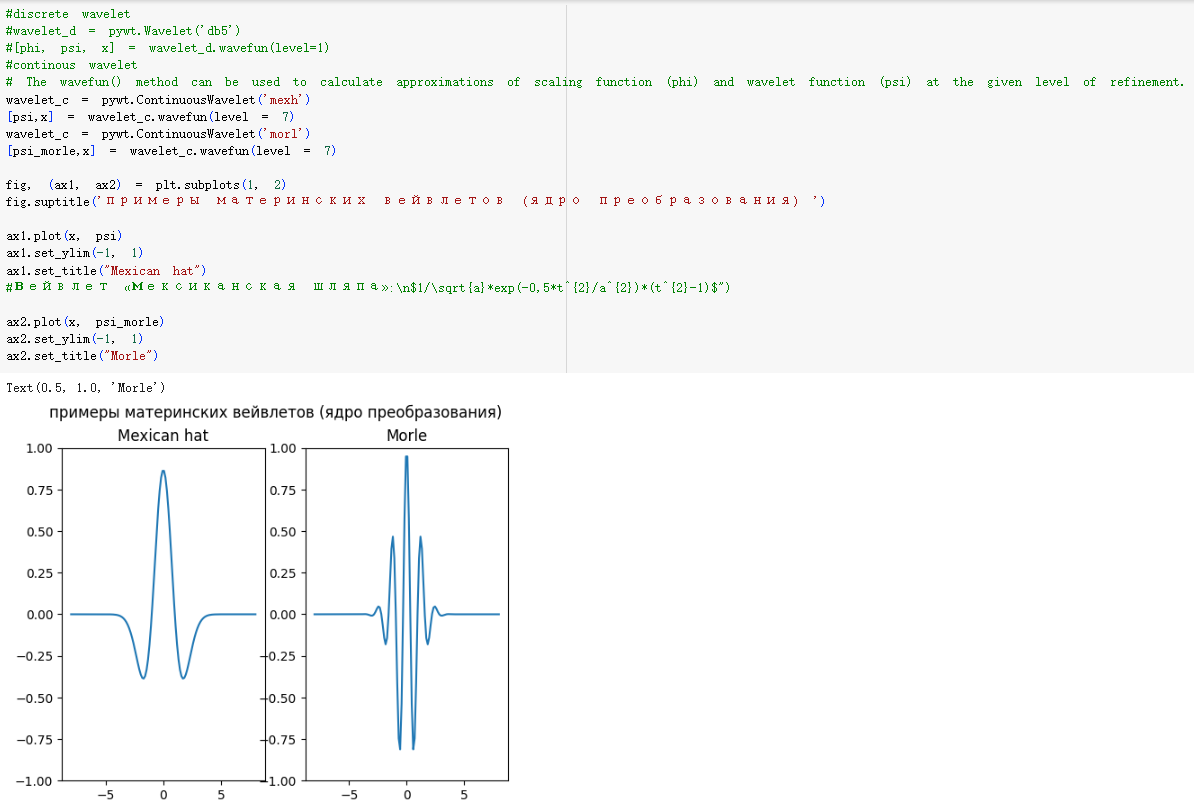 #discrete wavelet
#wavelet_d = pywt.Wavelet('db5')
#[phi, psi, x] = wavelet_d.wavefun(level=1)
#continous wavelet
# The wavefun() method can be used to calculate approximations of scaling function (phi) and wavelet function (psi) at the given level of refinement.
wavelet_c = pywt.ContinuousWavelet('mexh')
[psi,x] = wavelet_c.wavefun(level = 7)
wavelet_c = pywt.ContinuousWavelet('morl')
[psi_morle,x] = wavelet_c.wavefun(level = 7)
fig, (ax1, ax2) = plt.subplots(1, 2)
fig.suptitle('примеры материнских вейвлетов (ядро преобразования) ')
ax1.plot(x, psi)
ax1.set_ylim(-1, 1)
ax1.set_title("Mexican hat")
#Вейвлет «Мексиканская шляпа»:\n$1/\sqrt{a}*exp(-0,5*t^{2}/a^{2})*(t^{2}-1)$")
ax2.plot(x, psi_morle)
ax2.set_ylim(-1, 1)
ax2.set_title("Morle")
Text(0.5, 1.0, 'Morle')
примеры материнских вейвлетов (ядро преобразования)
Mexican hat
1.00
0.75
0.50
0.25
0.00
−0.25
−0.50
−0.75
−1.00
−5 0 5
Morle
1.00
0.75
0.50
0.25
0.00
−0.25
−0.50
−0.75
−1.00
−5 0 5